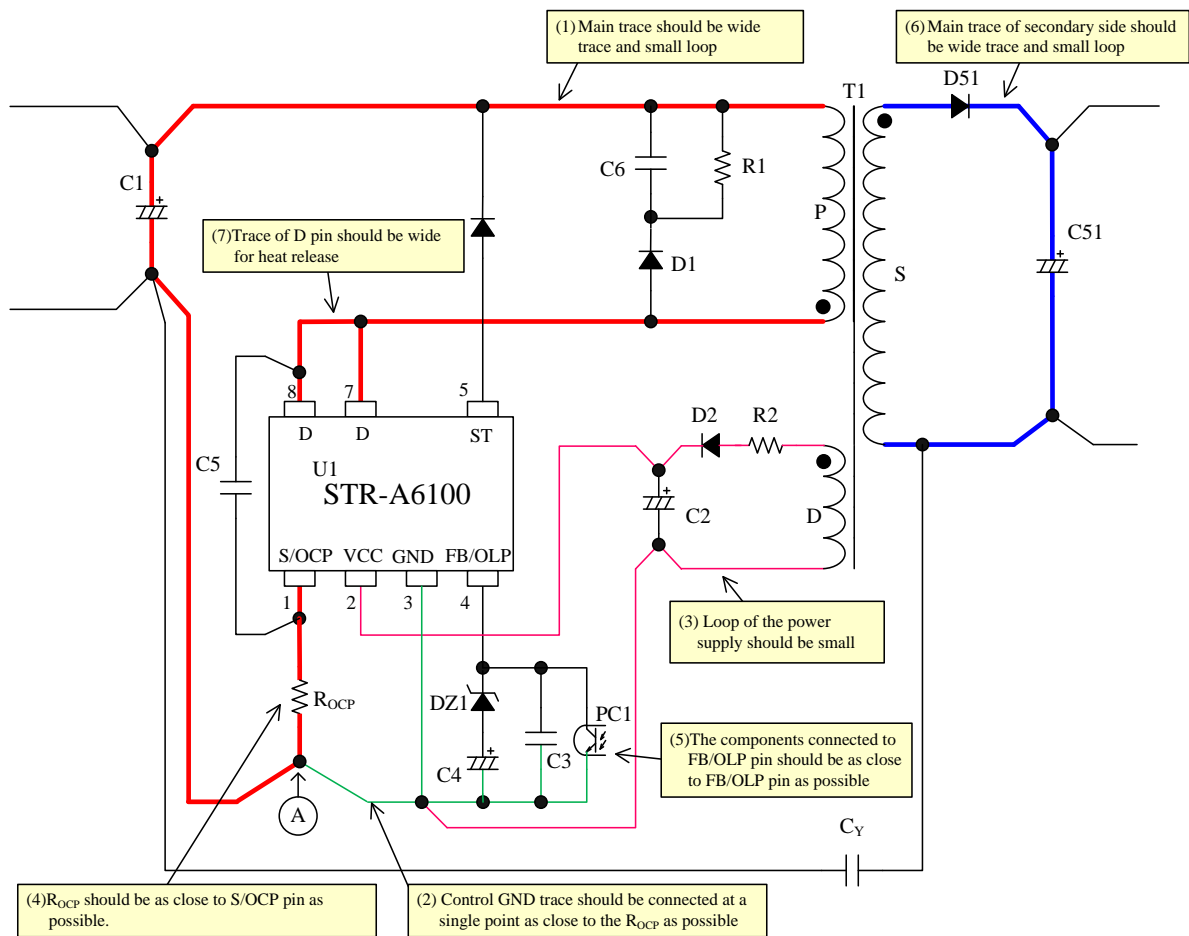 (1) Main trace should be wide
trace and small loop
(6) Main trace of secondary side should
be wide trace and small loop
D51
T1
C1
C6
R1
P
S
C51
(7)Trace of D pin should be wide
for heat release
D1
8
7
5
D
D
ST
D2
R2
C5
U1
STR-A6100
C2
D
S/OCP
VCC
GND
FB/OLP
1
2
3
4
(3) Loop of the power
supply should be small
ROCP
DZ1
PC1
C4
C3
(5)The components connected to
FB/OLP pin should be as close
to FB/OLP pin as possible
A
CY
(4)ROCP should be as close to S/OCP pin as
possible.
(2) Control GND trace should be connected at a
single point as close to the ROCP as possible
+
+
+
+